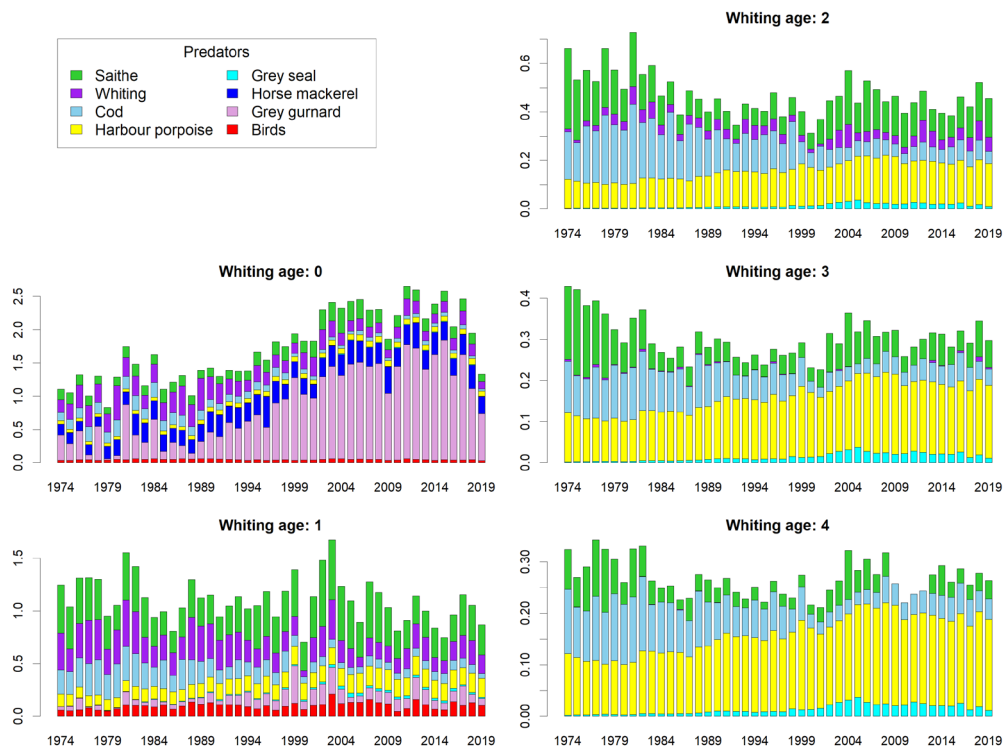 Predators
Saithe
Whiting
Cod
Harbour porpoise
Grey seal
Horse mackerel
Grey gurnard
Birds
Whiting age: 2
0.0 0.2 0.4 0.6
1974 1979 1984 1989 1994 1999 2004 2009 2014 2019
Whiting age: 0
0.0 0.5 1.0 1.5 2.0 2.5
1974 1979 1984 1989 1994 1999 2004 2009 2014 2019
Whiting age: 3
0.0 0.1 0.2 0.3 0.4
1974 1979 1984 1989 1994 1999 2004 2009 2014 2019
Whiting age: 1
0.0 0.5 1.0 1.5
1974 1979 1984 1989 1994 1999 2004 2009 2014 2019
Whiting age: 4
0.00 0.10 0.20 0.30
1974 1979 1984 1989 1994 1999 2004 2009 2014 2019